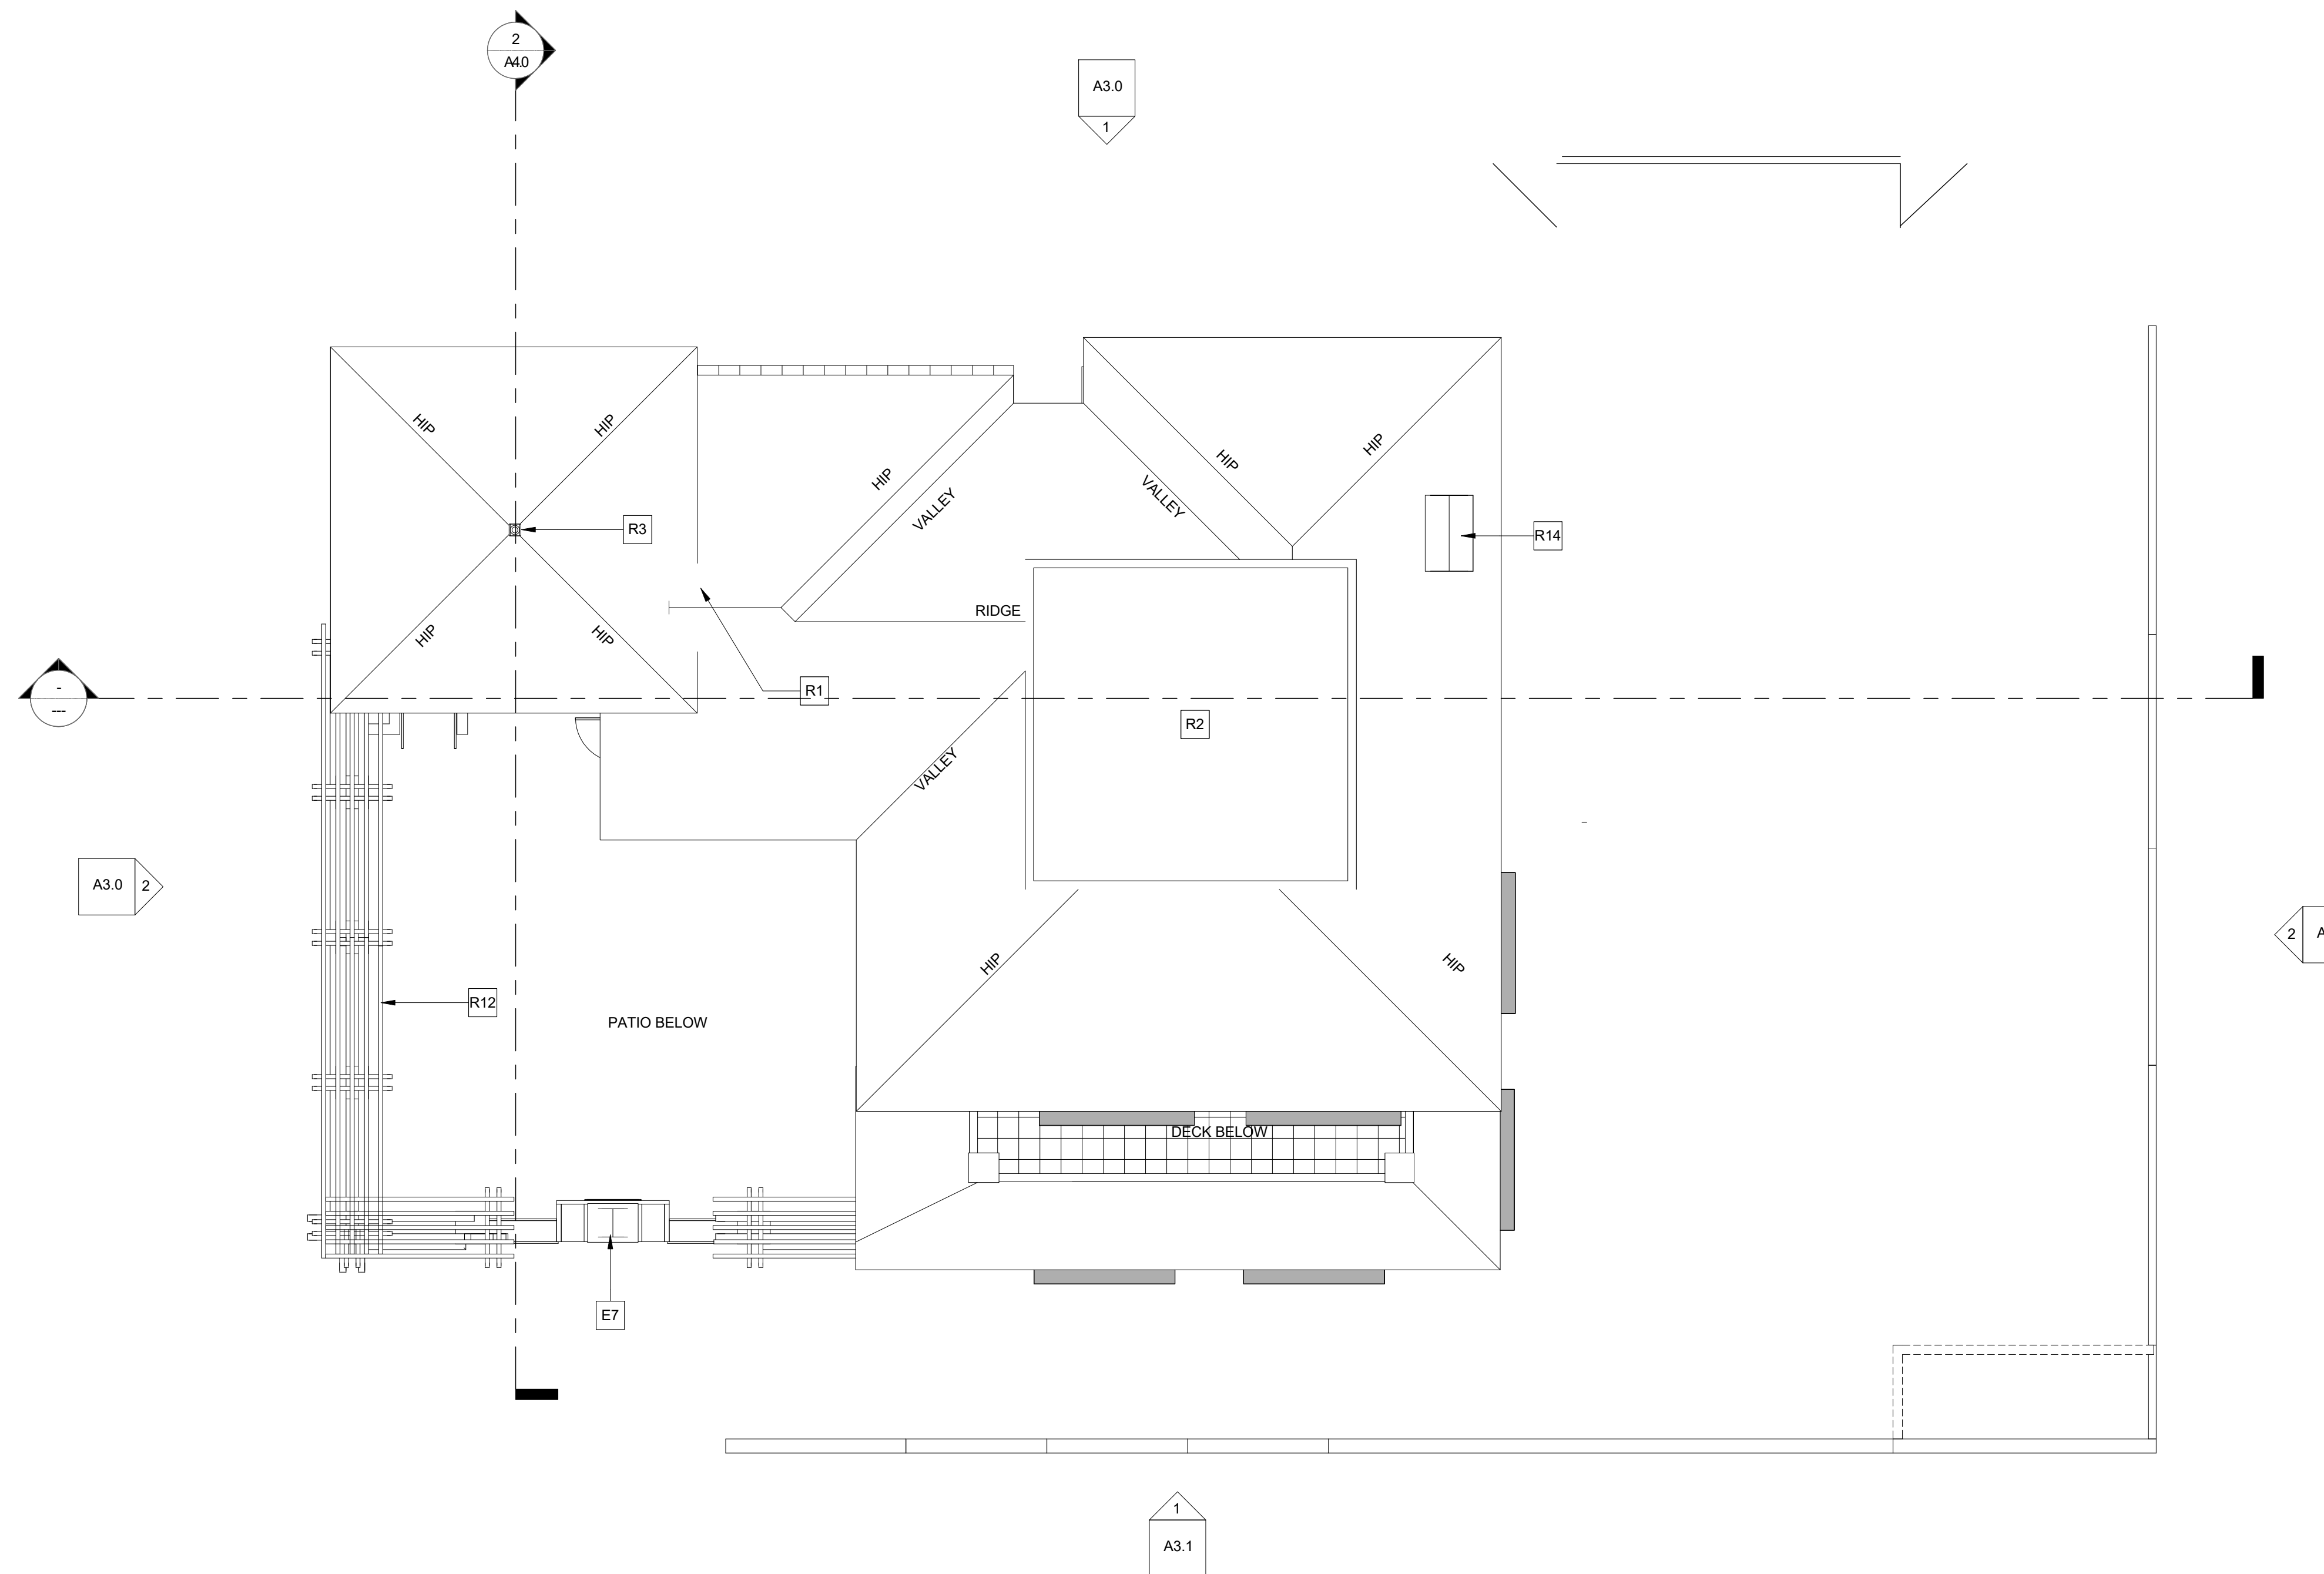 2
A4.0
A3.0
1
HIP
HIP
HIP
HIP
HIP
VALLEY
VALLEY
R3
R14
RIDGE
HIP
HIP
-
---
R1
R2
VALLEY
A3.0
2
2
HIP
HIP
R12
PATIO BELOW
DECK BELOW
E7
1
A3.1